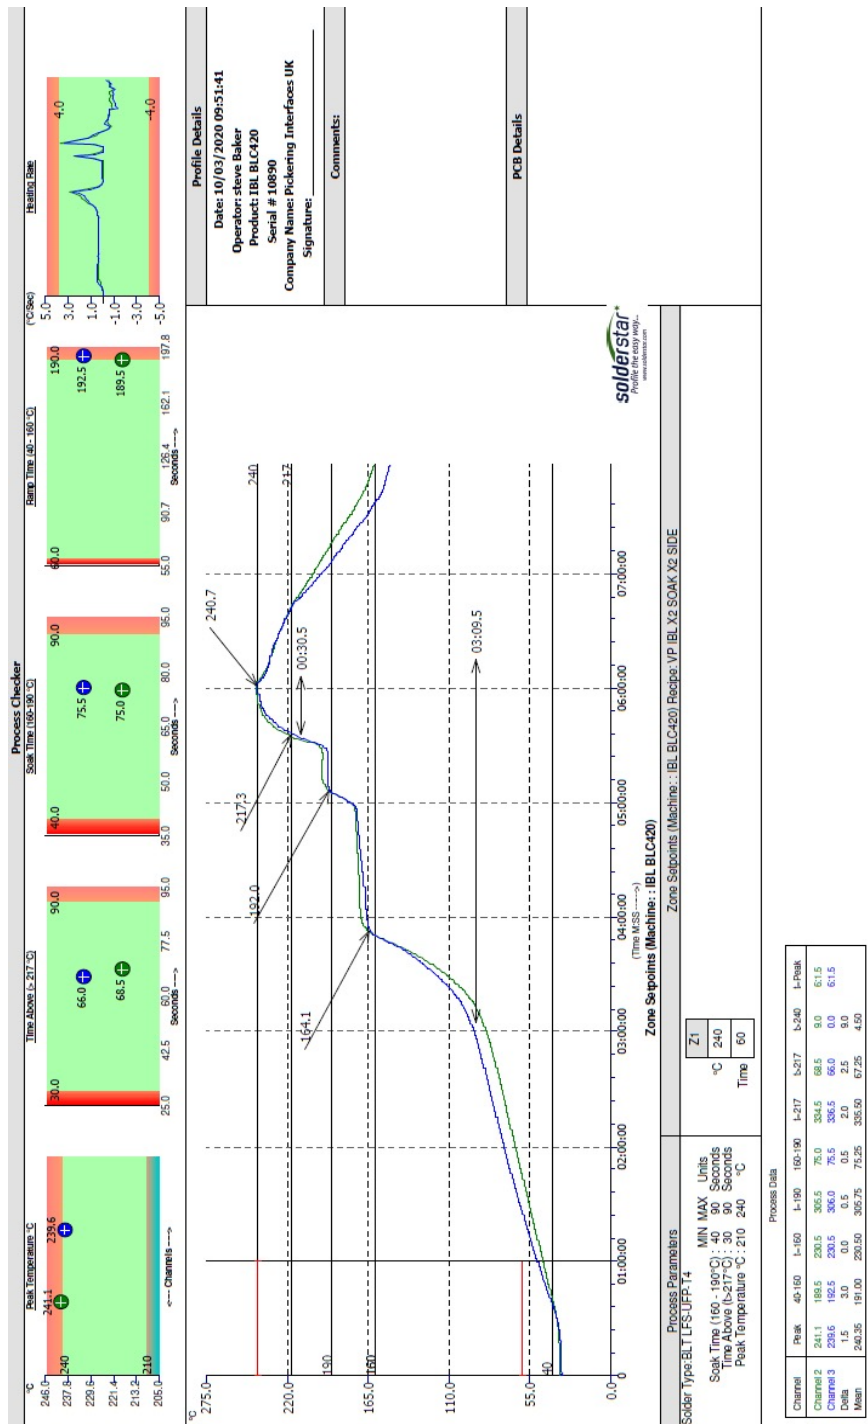 Process Checker
Peak Temperature °C
Time Above (> 217 °C)
Soak Time (160-190 °C)
Ramp Time (40 - 160 °C)
Heating Rate
°C
246.0
237.8
229.6
221.4
213.2
205.0
241.1
239.6
240
210
<--- Channels --->
30.0
90.0
66.0
68.5
25.0 42.5 60.0 77.5 95.0
Seconds --->
40.0
90.0
75.5
75.0
35.0 50.0 65.0 80.0 95.0
Seconds --->
60.0
190.0
192.5
189.5
55.0 90.7 126.4 162.1 197.8
Seconds --->
(°C/Sec)
5.0
3.0
1.0
-1.0
-3.0
-5.0
4.0
-4.0
°C
275.0
220.0
165.0
110.0
55.0
0.0
190
160
40
240
217
164.1
192.0
217.3
240.7
00:30.5
03:09.5
0 01:00:00 02:00:00 03:00:00 04:00:00 05:00:00 06:00:00 07:00:00
(Time M:SS ----->)
Zone Setpoints (Machine: : IBL BLC420)
solderstar
Profile the easy way...
www.solderstar.com
Profile Details
Date: 10/03/2020 09:51:41
Operator: steve Baker
Product: IBL BLC420
Serial # 10890
Company Name: Pickering Interfaces UK
Signature:
Comments:
PCB Details
Process Parameters
Solder Type: BLT LFS-UFP-T4
MIN MAX Units
Soak Time (160 - 190°C) : 40 90 Seconds
Time Above (t>217°C) : 30 90 Seconds
Peak Temperature °C : 210 240 °C
Zone Setpoints (Machine: : IBL BLC420) Recipe: VP IBL X2 SOAK X2 SIDE
Z1
°C 240
Time 60
Process Data
Channel Peak 40-160 t-160 t-190 160-190 t-217 t>217 t>240 t-Peak
Channel 2 241.1 189.5 230.5 305.5 75.0 334.5 68.5 9.0 6:1.5
Channel 3 239.6 192.5 230.5 306.0 75.5 336.5 66.0 0.0 6:1.5
Delta 1.5 3.0 0.0 0.5 0.5 2.0 2.5 9.0
Mean 240.35 191.00 230.50 305.75 75.25 335.50 67.25 4.50